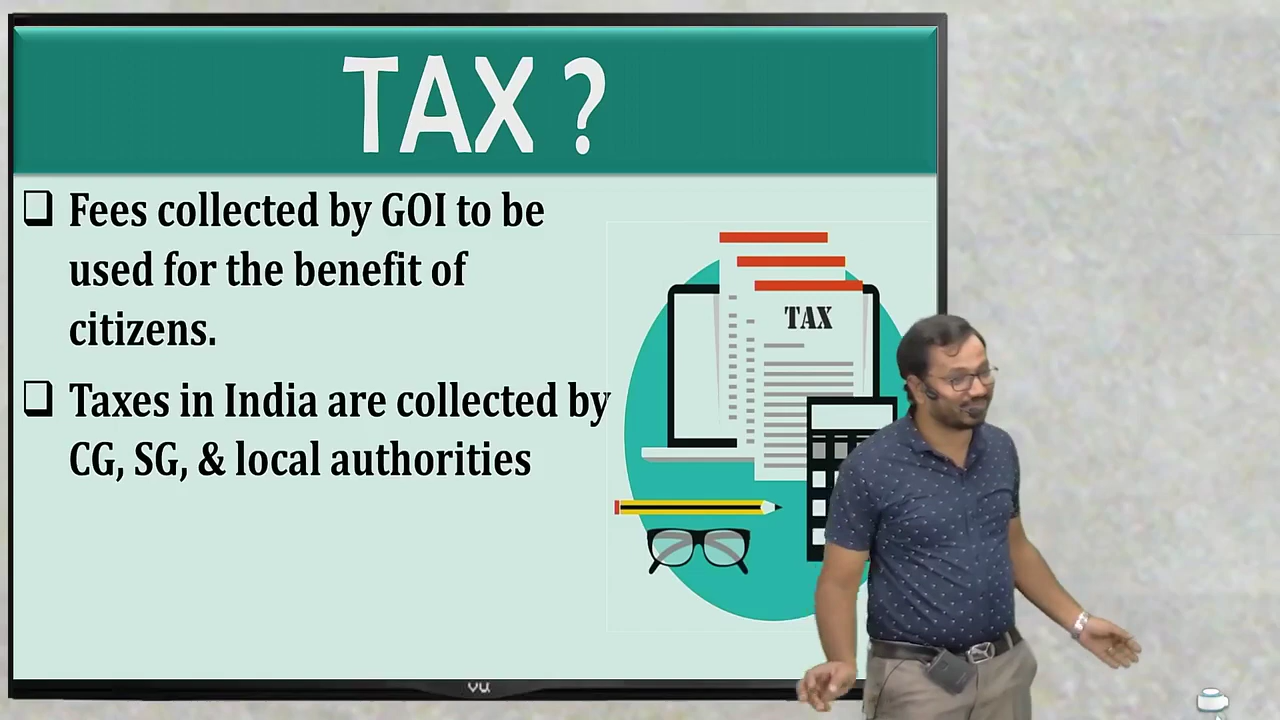 TAX ?
Fees collected by GOI to be
used for the benefit of
citizens.
Taxes in India are collected by
CG, SG, & local authorities
TAX
vu